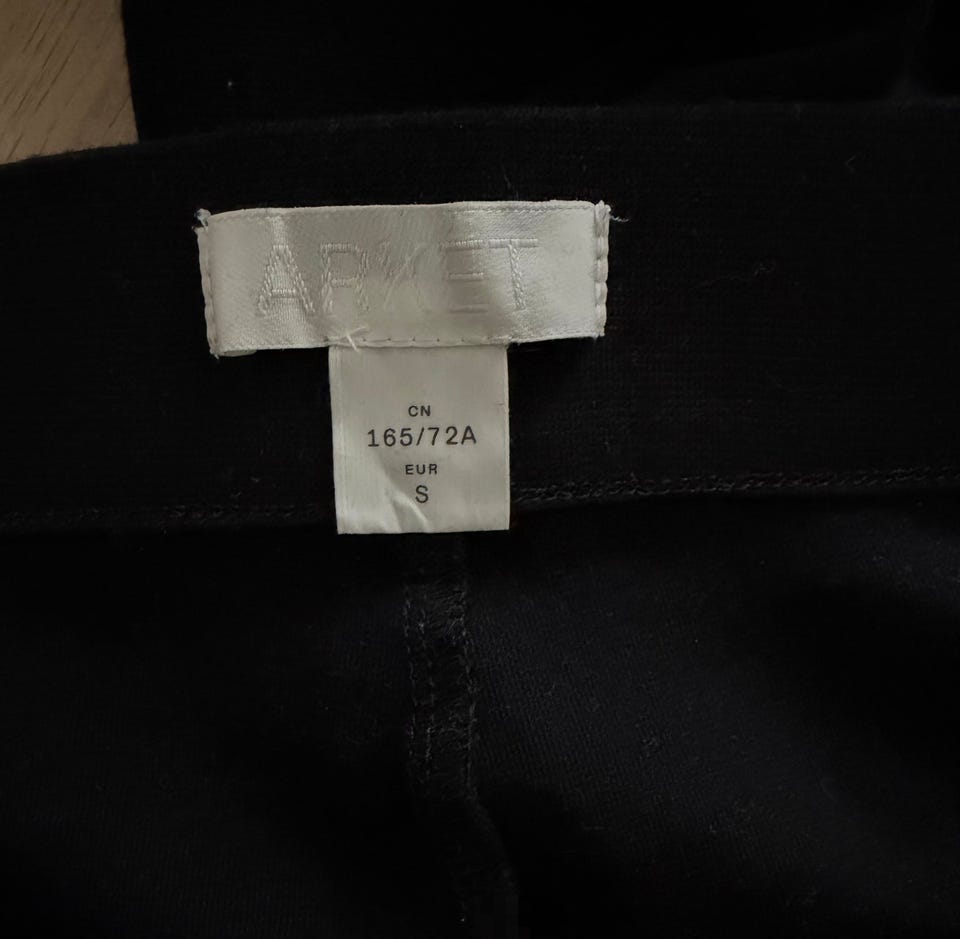 ARKET
CN
165/72A
EUR
S